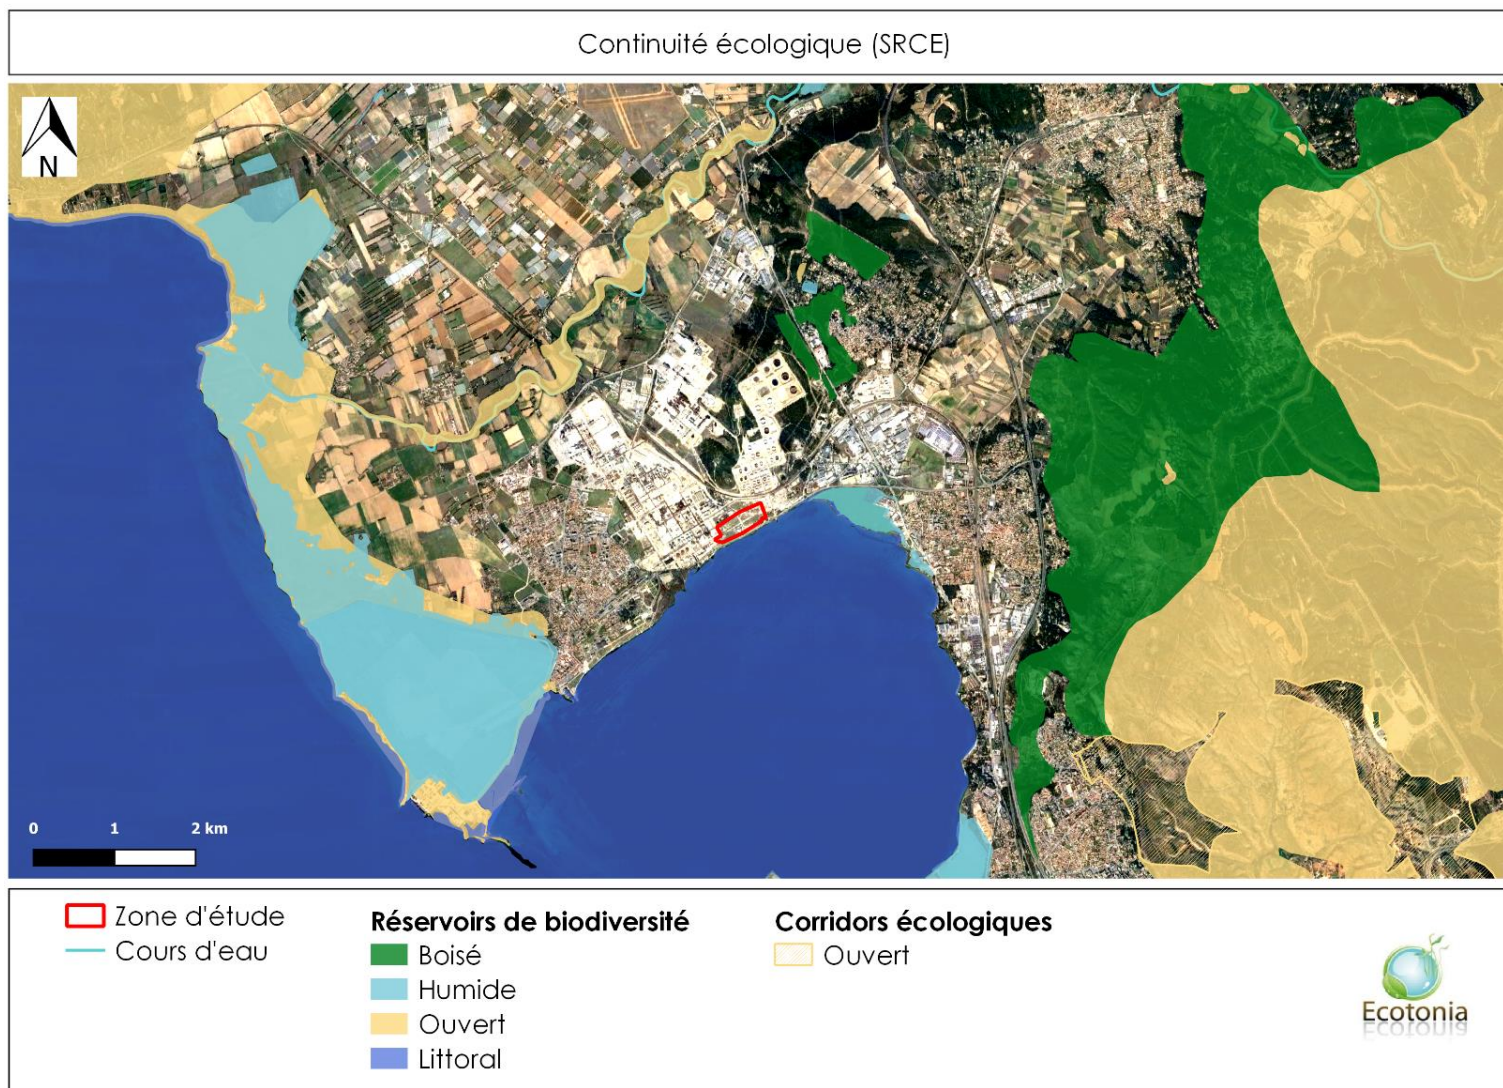 Continuité écologique (SRCE)
N
0 1 2 km
Zone d'étude
Cours d'eau
Réservoirs de biodiversité
Boisé
Humide
Ouvert
Littoral
Corridors écologiques
Ouvert
Ecotonia